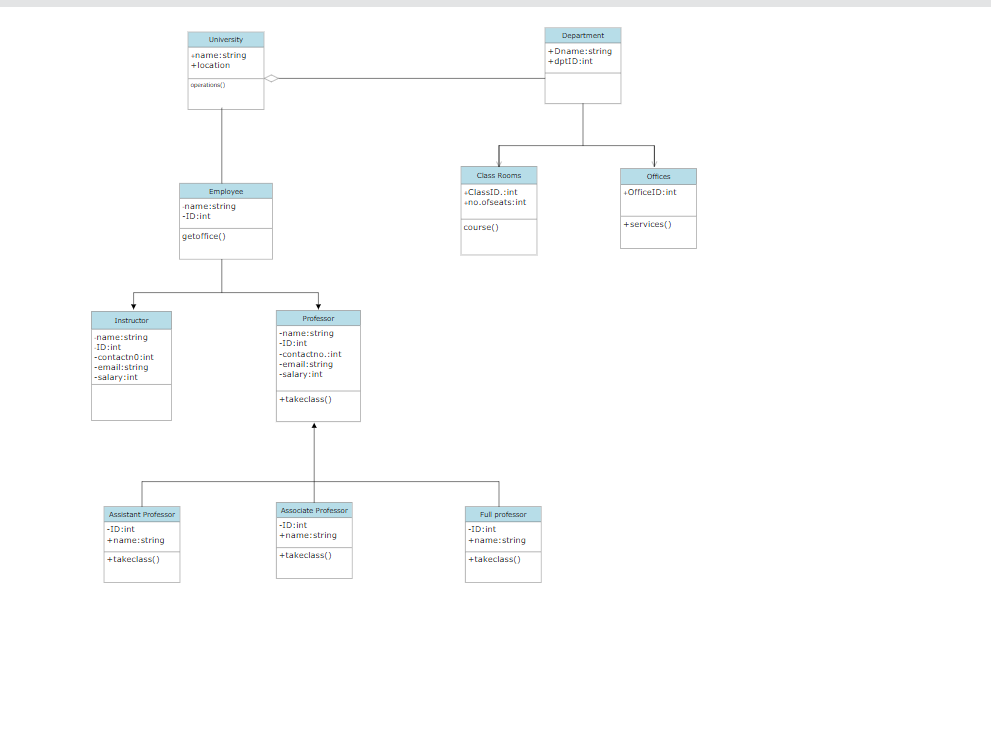 University
+name:string
+location
operations()
Department
+Dname:string
+dptID:int
Employee
-name:string
-ID:int
getoffice()
Class Rooms
+ClassID.:int
+no.ofseats:int
course()
Offices
+OfficeID:int
+services()
Instructor
-name:string
-ID:int
-contactn0:int
-email:string
-salary:int
Professor
-name:string
-ID:int
-contactno.:int
-email:string
-salary:int
+takeclass()
Assistant Professor
-ID:int
+name:string
+takeclass()
Associate Professor
-ID:int
+name:string
+takeclass()
Full professor
-ID:int
+name:string
+takeclass()